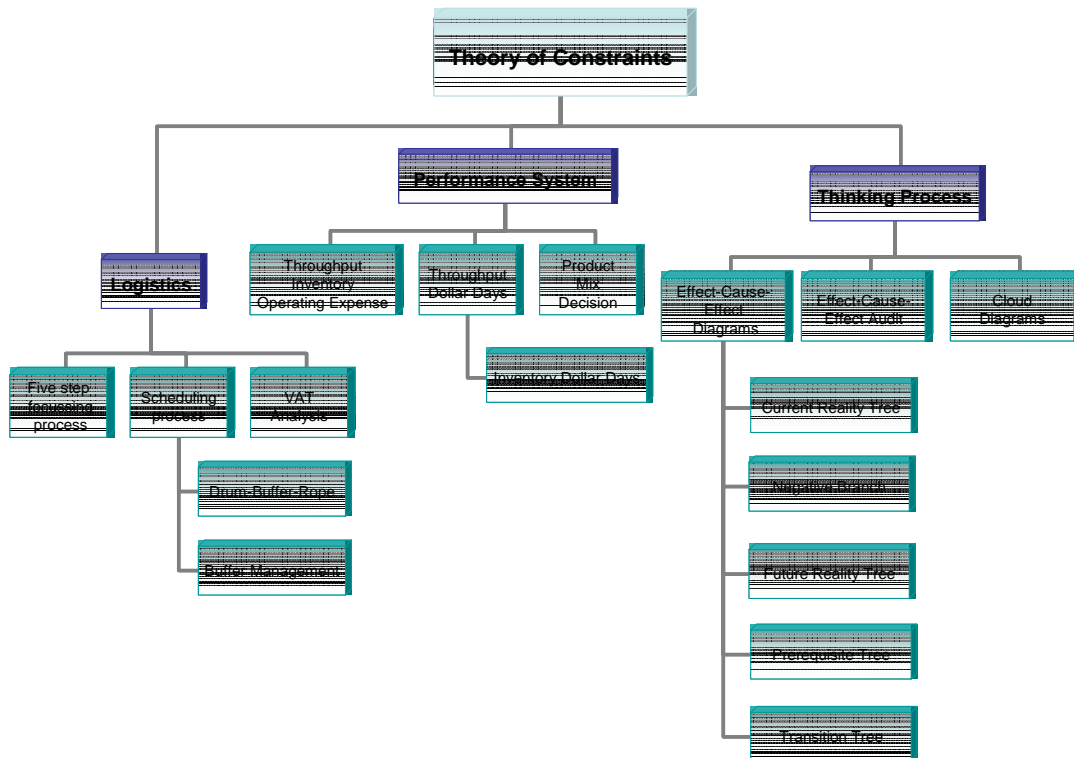 Theory of Constraints
Performance System
Thinking Process
Logistics
Throughput
Inventory
Operating Expense
Throughput
Dollar Days
Product
Mix
Decision
Effect-Cause-
Effect
Diagrams
Effect-Cause-
Effect Audit
Cloud
Diagrams
Inventory Dollar Days
Five step
focussing
process
Scheduling
process
VAT
Analysis
Current Reality Tree
Drum-Buffer-Rope
Negative Branch
Buffer Management
Future Reality Tree
Prerequisite Tree
Transition Tree